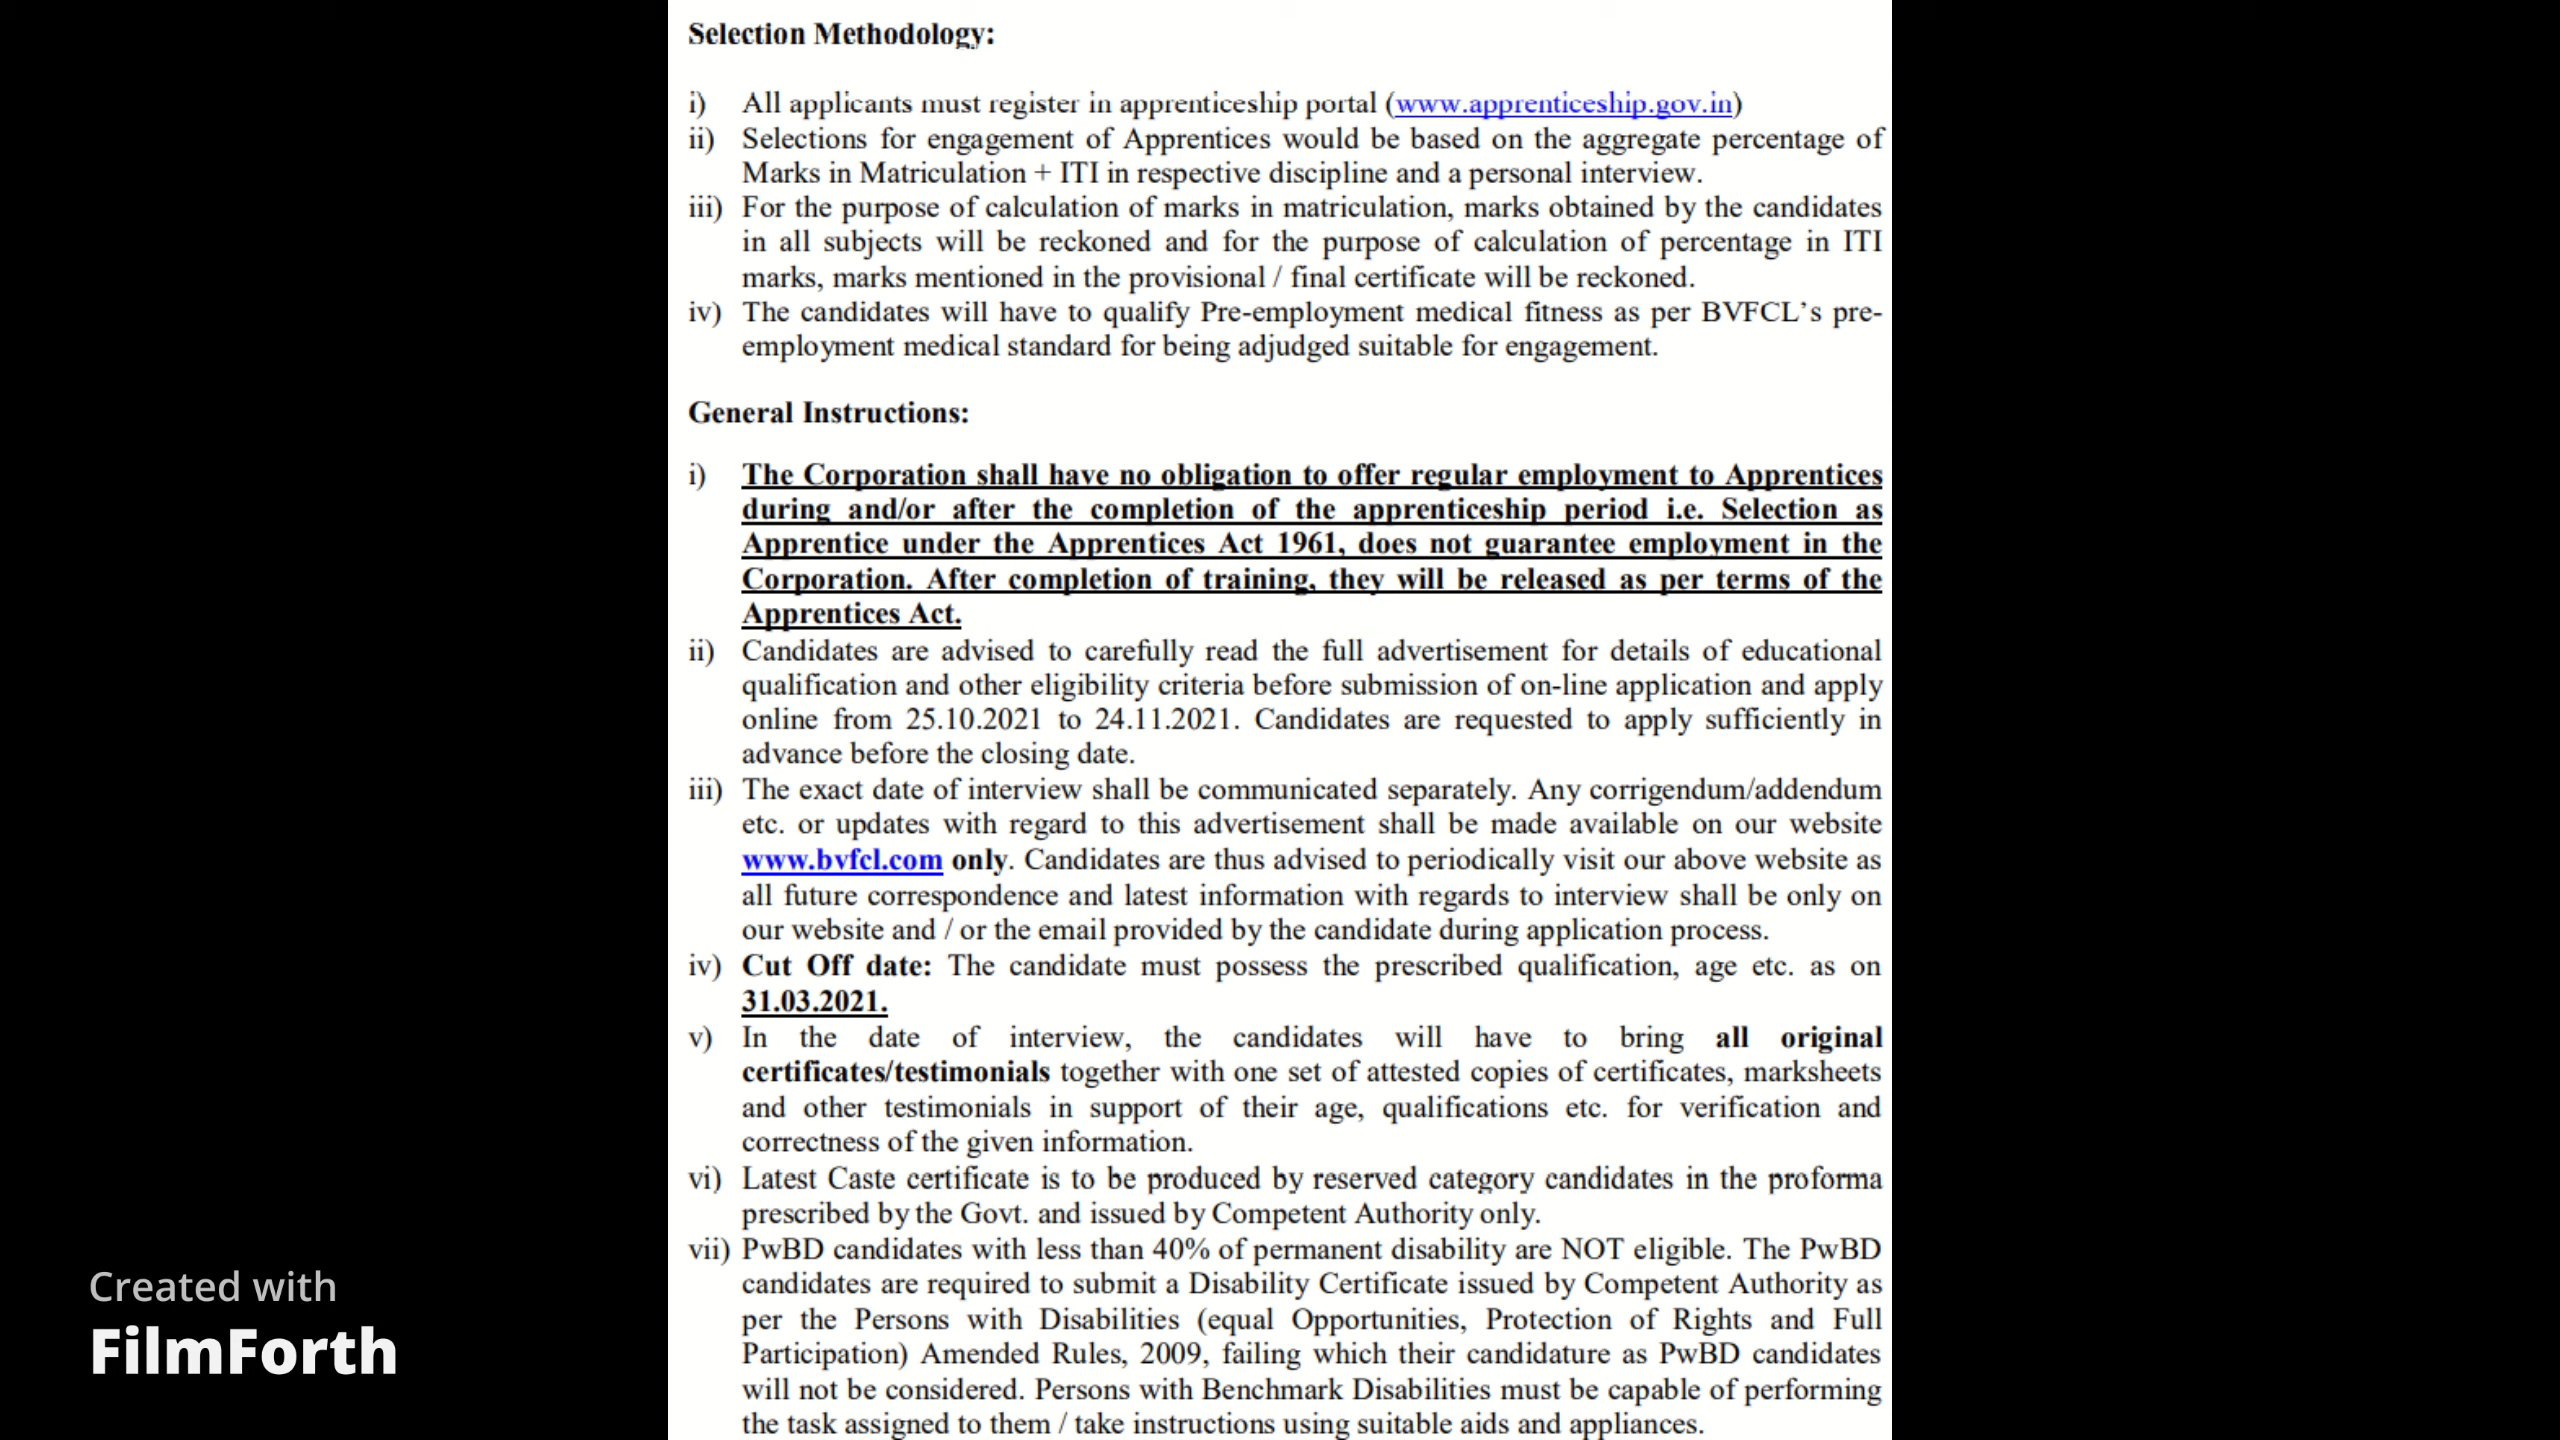 Selection Methodology:
i) All applicants must register in apprenticeship portal (www.apprenticeship.gov.in)
ii) Selections for engagement of Apprentices would be based on the aggregate percentage of
Marks in Matriculation + ITI in respective discipline and a personal interview.
iii) For the purpose of calculation of marks in matriculation, marks obtained by the candidates
in all subjects will be reckoned and for the purpose of calculation of percentage in ITI
marks, marks mentioned in the provisional / final certificate will be reckoned.
iv) The candidates will have to qualify Pre-employment medical fitness as per BVFCL’s pre-
employment medical standard for being adjudged suitable for engagement.
General Instructions:
i) The Corporation shall have no obligation to offer regular employment to Apprentices
during and/or after the completion of the apprenticeship period i.e. Selection as
Apprentice under the Apprentices Act 1961, does not guarantee employment in the
Corporation. After completion of training, they will be released as per terms of the
Apprentices Act.
ii) Candidates are advised to carefully read the full advertisement for details of educational
qualification and other eligibility criteria before submission of on-line application and apply
online from 25.10.2021 to 24.11.2021. Candidates are requested to apply sufficiently in
advance before the closing date.
iii) The exact date of interview shall be communicated separately. Any corrigendum/addendum
etc. or updates with regard to this advertisement shall be made available on our website
www.bvfcl.com only. Candidates are thus advised to periodically visit our above website as
all future correspondence and latest information with regards to interview shall be only on
our website and / or the email provided by the candidate during application process.
iv) Cut Off date: The candidate must possess the prescribed qualification, age etc. as on
31.03.2021.
v) In the date of interview, the candidates will have to bring all original
certificates/testimonials together with one set of attested copies of certificates, marksheets
and other testimonials in support of their age, qualifications etc. for verification and
correctness of the given information.
vi) Latest Caste certificate is to be produced by reserved category candidates in the proforma
prescribed by the Govt. and issued by Competent Authority only.
vii) PwBD candidates with less than 40% of permanent disability are NOT eligible. The PwBD
candidates are required to submit a Disability Certificate issued by Competent Authority as
per the Persons with Disabilities (equal Opportunities, Protection of Rights and Full
Participation) Amended Rules, 2009, failing which their candidature as PwBD candidates
will not be considered. Persons with Benchmark Disabilities must be capable of performing
the task assigned to them / take instructions using suitable aids and appliances.
Created with
FilmForth